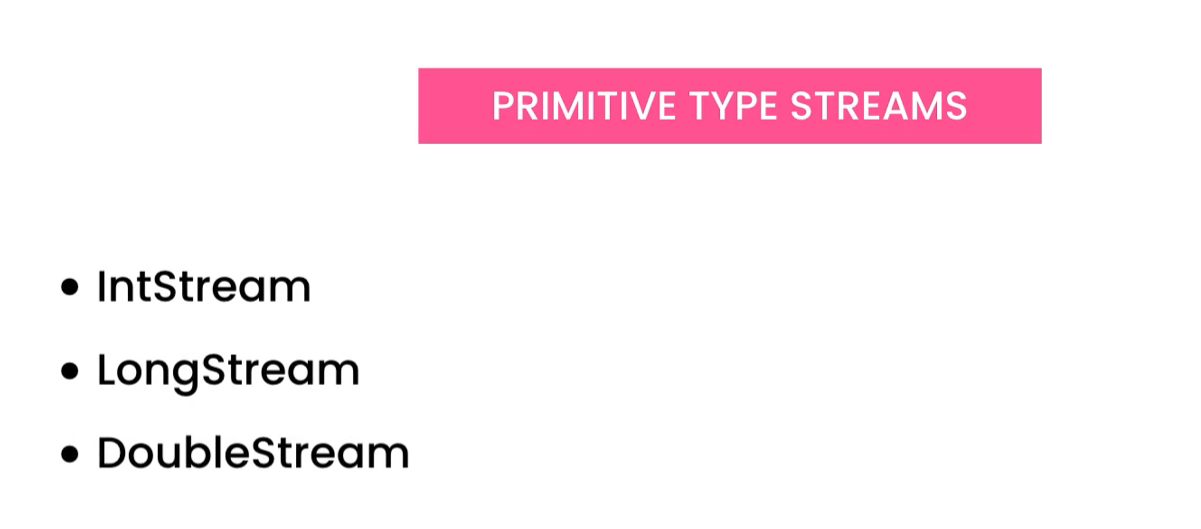 PRIMITIVE TYPE STREAMS
• IntStream
• LongStream
• DoubleStream